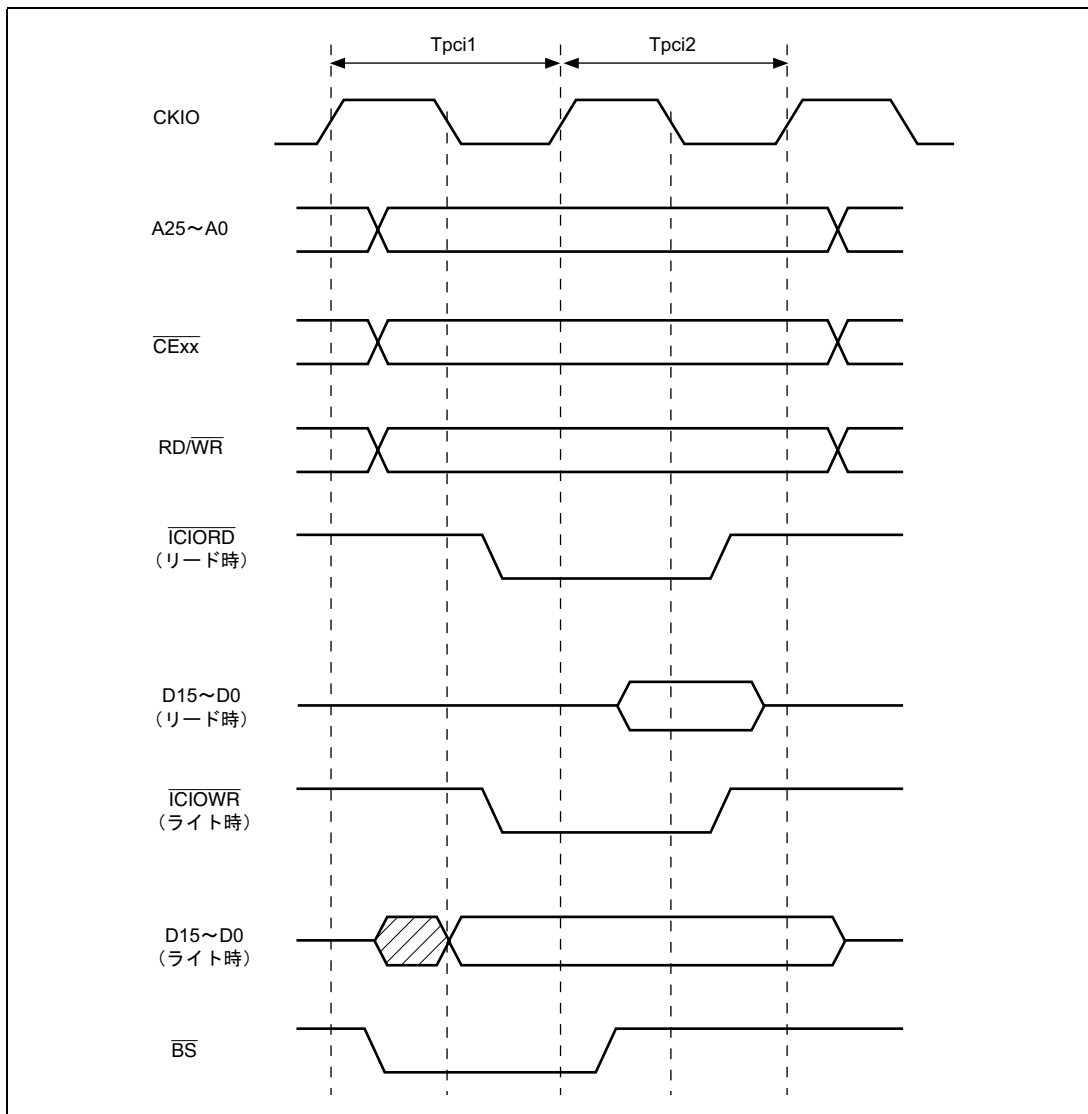 Tpci1 Tpci2
CKIO
A25～A0
CExx
RD/WR
ICIORD
（リード時）
D15～D0
（リード時）
ICIOWR
（ライト時）
D15～D0
（ライト時）
BS